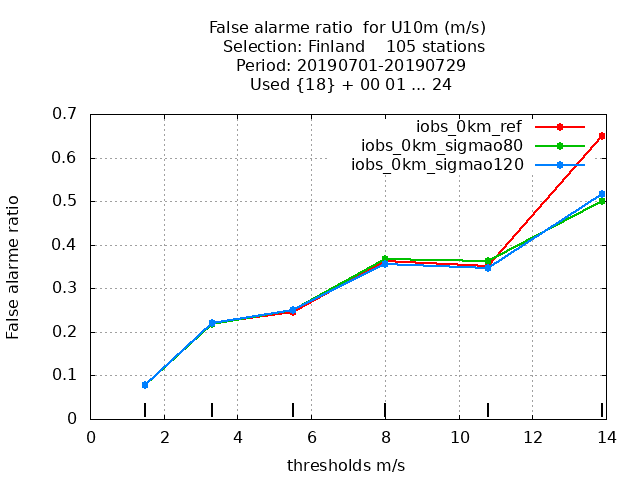 False alarme ratio  for U10m (m/s)
Selection: Finland    105 stations
Period: 20190701-20190729
Used {18} + 00 01 ... 24
iobs_0km_ref
iobs_0km_sigmao80
iobs_0km_sigmao120
False alarme ratio
0.7
0.6
0.5
0.4
0.3
0.2
0.1
0
0 2 4 6 8 10 12 14
thresholds m/s